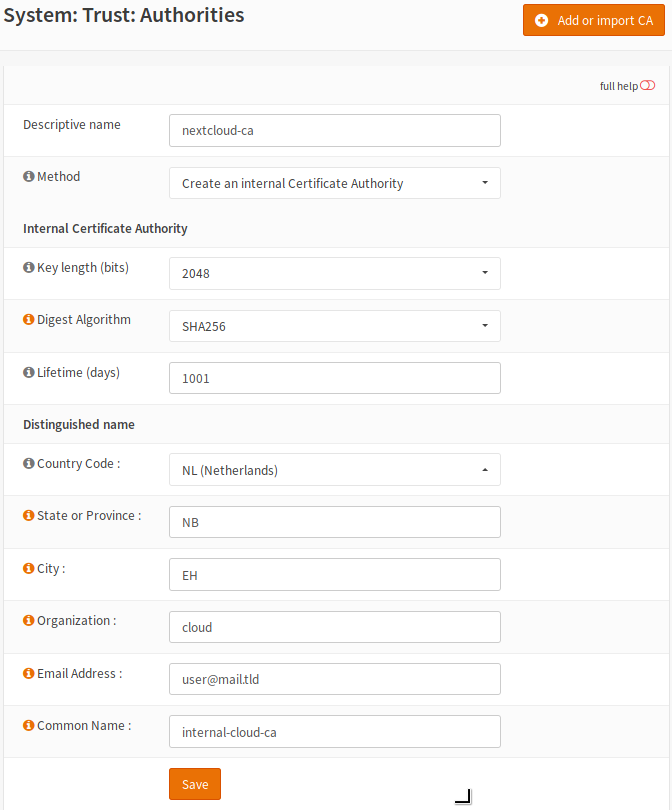 System: Trust: Authorities
Add or import CA
full help
Descriptive name
nextcloud-ca
Method
Create an internal Certificate Authority
Internal Certificate Authority
Key length (bits)
2048
Digest Algorithm
SHA256
Lifetime (days)
1001
Distinguished name
Country Code :
NL (Netherlands)
State or Province :
NB
City :
EH
Organization :
cloud
Email Address :
user@mail.tld
Common Name :
internal-cloud-ca
Save